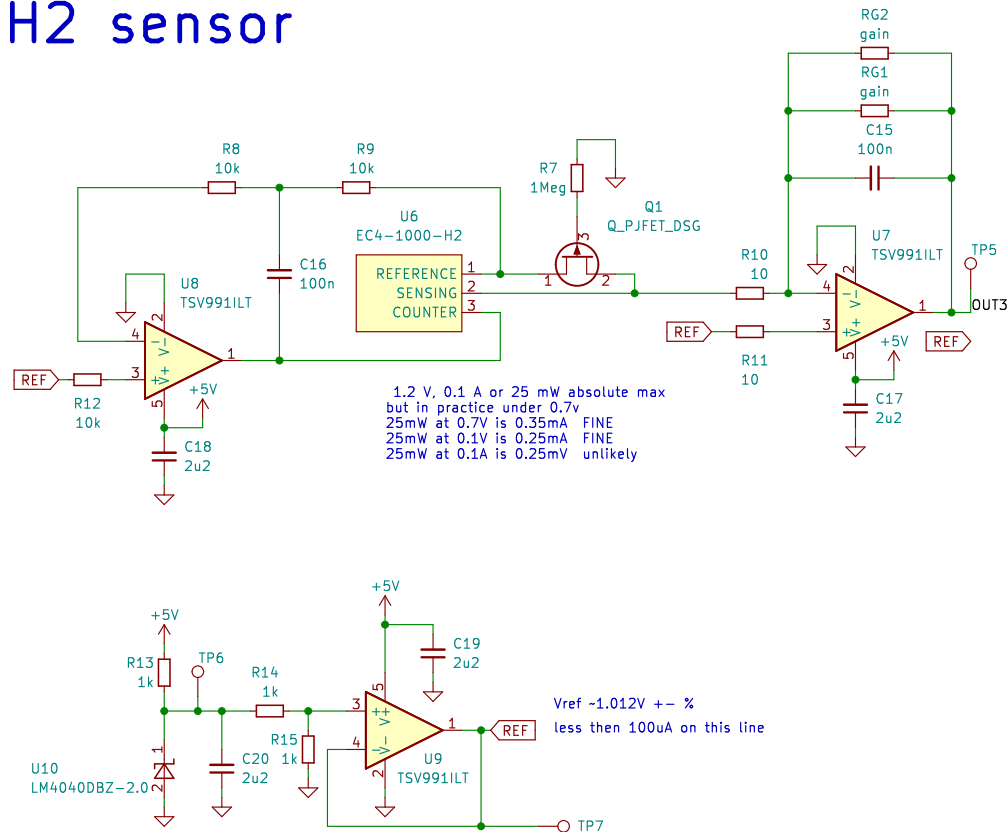 H2 sensor
RG2
gain
RG1
gain
C15
100n
R8
10k
R9
10k
R7
1Meg
Q1
Q_PJFET_DSG
3
1
2
U6
EC4-1000-H2
REFERENCE 1
SENSING 2
COUNTER 3
C16
100n
R10
10
U7
TSV991ILT
TP5
2
4
V-
-
1
OUT3
3
+
V+
5
REF
R11
10
REF
+5V
C17
2u2
U8
TSV991ILT
2
4
V-
-
1
3
+
V+
5
REF
R12
10k
+5V
C18
2u2
1.2 V, 0.1 A or 25 mW absolute max
but in practice under 0.7v
25mW at 0.7V is 0.35mA  FINE
25mW at 0.1V is 0.25mA  FINE
25mW at 0.1A is 0.25mV  unlikely
+5V
C19
2u2
+5V
R13
1k
TP6
R14
1k
R15
1k
5
3
+
V+
1
REF
4
-
V-
2
U9
TSV991ILT
U10
LM4040DBZ-2.0
1
2
C20
2u2
Vref ~1.012V +- %
less then 100uA on this line
TP7